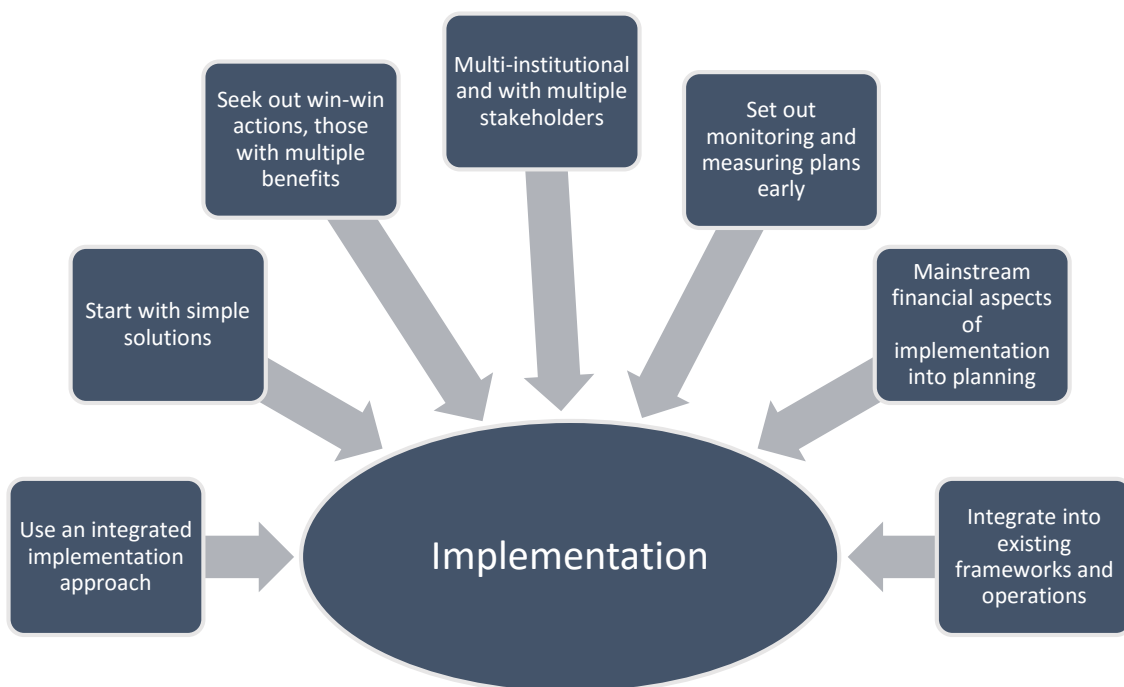 Multi-institutional
and with multiple
stakeholders
Seek out win-win
actions, those
with multiple
benefits
Set out
monitoring and
measuring plans
early
Start with simple
solutions
Mainstream
financial aspects
of
implementation
into planning
Use an integrated
implementation
approach
Implementation
Integrate into
existing
frameworks and
operations